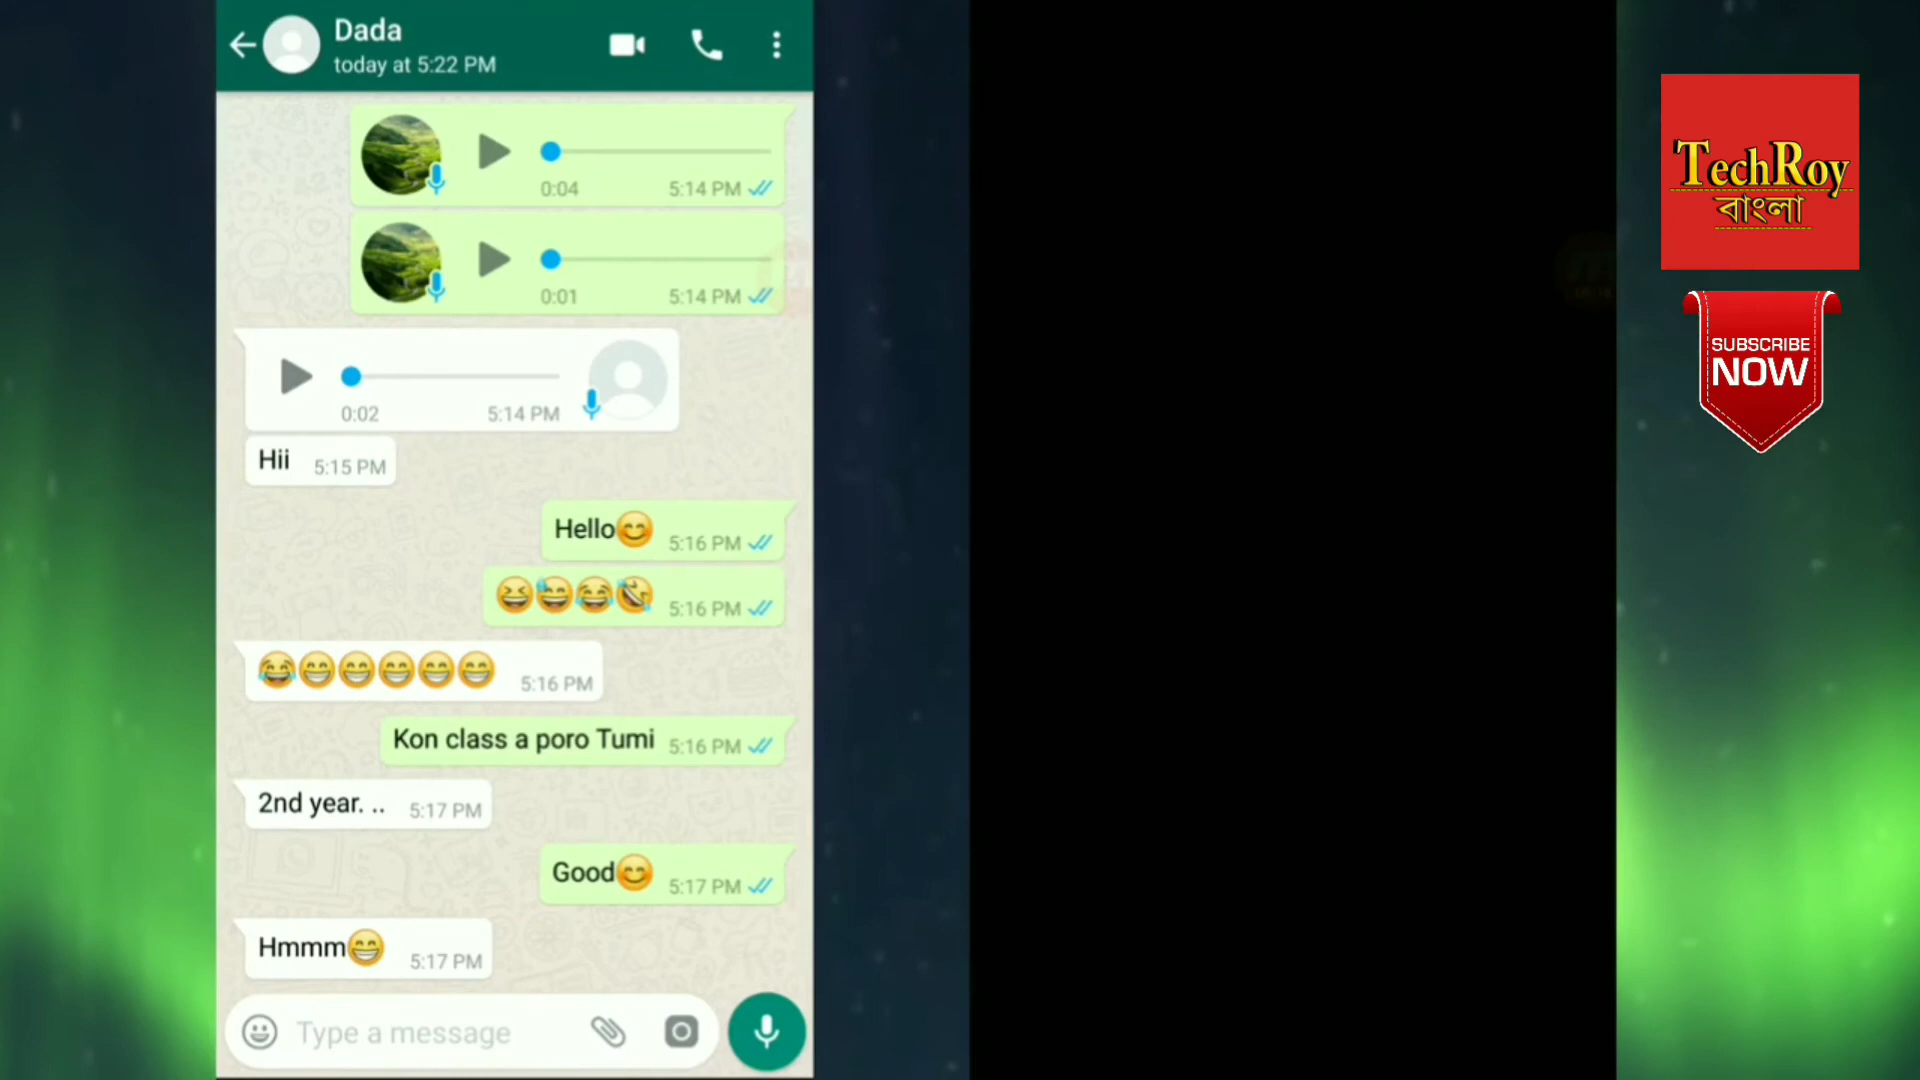 Dada
today at 5:22 PM
0:04 5:14 PM
0:01 5:14 PM
0:02 5:14 PM
Hii 5:15 PM
Hello😊 5:16 PM
😆😅😂🤣 5:16 PM
😂😁😁😁😁😁 5:16 PM
Kon class a poro Tumi 5:16 PM
2nd year. .. 5:17 PM
Good😊 5:17 PM
Hmmm😁 5:17 PM
Type a message
TechRoy
বাংলা
SUBSCRIBE
NOW